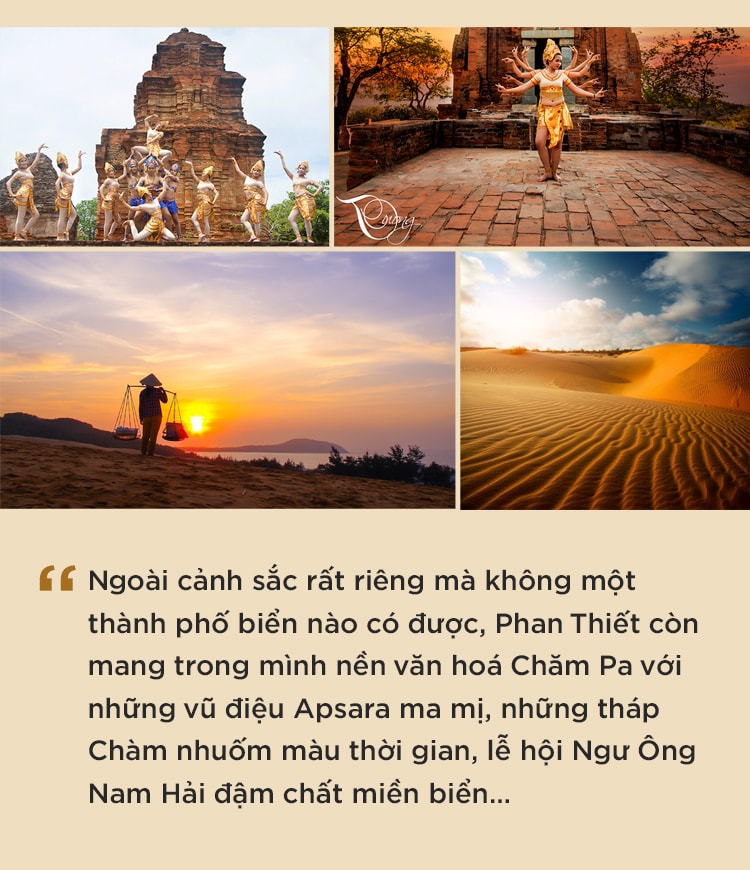 Ngoài cảnh sắc rất riêng mà không một
thành phố biển nào có được, Phan Thiết còn
mang trong mình nền văn hoá Chăm Pa với
những vũ điệu Apsara ma mị, những tháp
Chàm nhuốm màu thời gian, lễ hội Ngư Ông
Nam Hải đậm chất miền biển...